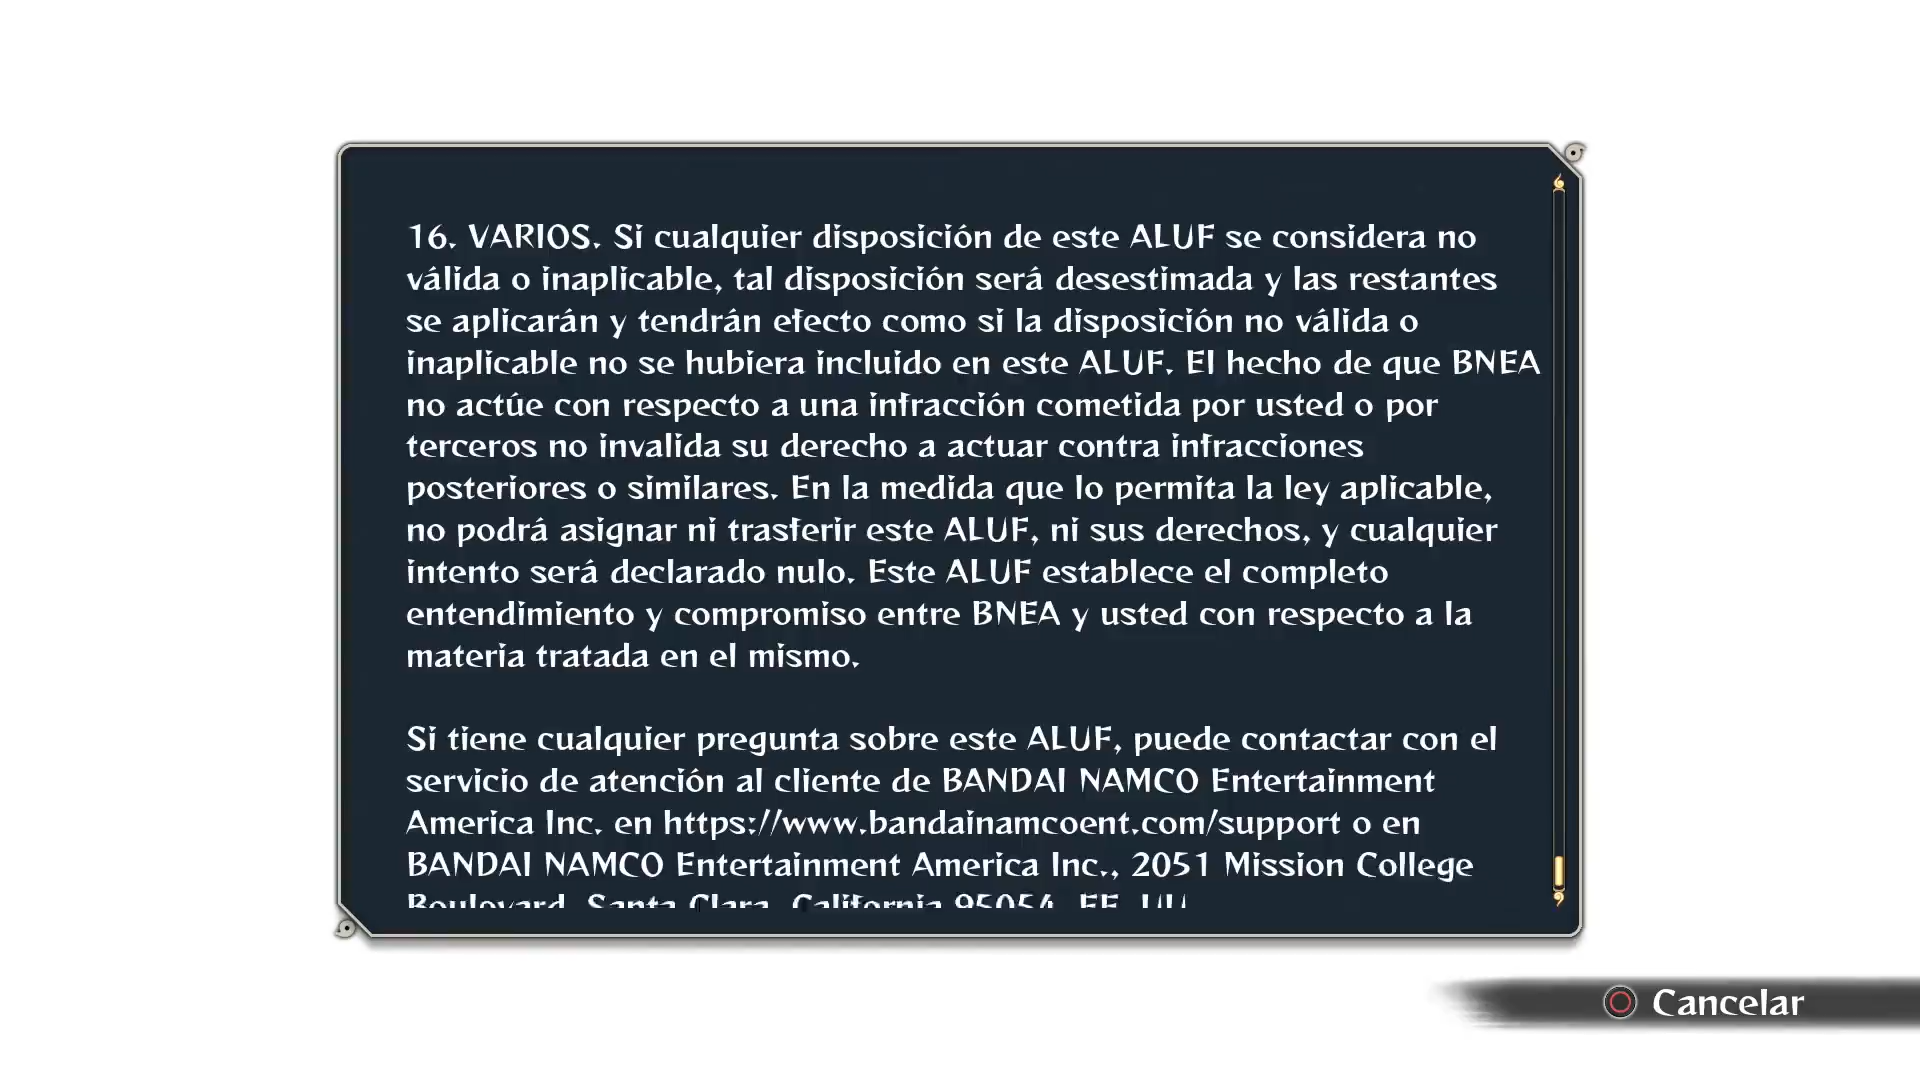 16. VARIOS. Si cualquier disposición de este ALUF se considera no
válida o inaplicable, tal disposición será desestimada y las restantes
se aplicarán y tendrán efecto como si la disposición no válida o
inaplicable no se hubiera incluido en este ALUF. El hecho de que BNEA
no actúe con respecto a una infracción cometida por usted o por
terceros no invalida su derecho a actuar contra infracciones
posteriores o similares. En la medida que lo permita la ley aplicable,
no podrá asignar ni trasferir este ALUF, ni sus derechos, y cualquier
intento será declarado nulo. Este ALUF establece el completo
entendimiento y compromiso entre BNEA y usted con respecto a la
materia tratada en el mismo.
Si tiene cualquier pregunta sobre este ALUF, puede contactar con el
servicio de atención al cliente de BANDAI NAMCO Entertainment
America Inc. en https://www.bandainamcoent.com/support o en
BANDAI NAMCO Entertainment America Inc., 2051 Mission College
Boulevard, Santa Clara, California 95054, EE. UU.
Cancelar